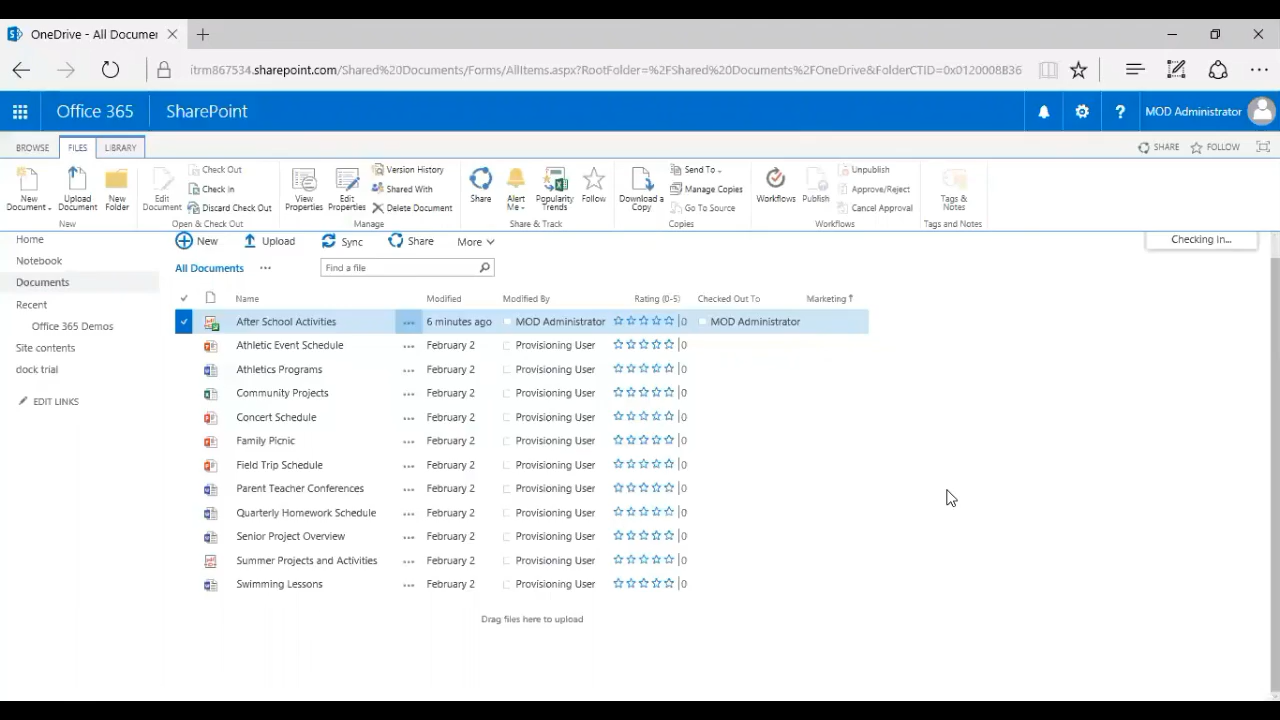 OneDrive - All Documen
itrm867534.sharepoint.com/Shared%20Documents/Forms/AllItems.aspx?RootFolder=%2FShared%20Documents%2FOneDrive&FolderCTID=0x0120008B36
Office 365 SharePoint MOD Administrator
BROWSE FILES LIBRARY SHARE FOLLOW
New Document Upload Document New Folder
New
Edit Document Check Out Check In Discard Check Out
Open & Check Out
View Properties Edit Properties Version History Shared With Delete Document
Manage
Share Alert Me Popularity Trends Follow
Share & Track
Download a Copy Send To Manage Copies Go To Source
Copies
Workflows Publish Unpublish Approve/Reject Cancel Approval
Workflows
Tags & Notes
Tags and Notes
Checking In...
Home
Notebook
Documents
Recent
Office 365 Demos
Site contents
dock trial
EDIT LINKS
New Upload Sync Share More
All Documents ... Find a file
Name Modified Modified By Rating (0-5) Checked Out To Marketing
After School Activities ... 6 minutes ago MOD Administrator 0 MOD Administrator
Athletic Event Schedule ... February 2 Provisioning User 0
Athletics Programs ... February 2 Provisioning User 0
Community Projects ... February 2 Provisioning User 0
Concert Schedule ... February 2 Provisioning User 0
Family Picnic ... February 2 Provisioning User 0
Field Trip Schedule ... February 2 Provisioning User 0
Parent Teacher Conferences ... February 2 Provisioning User 0
Quarterly Homework Schedule ... February 2 Provisioning User 0
Senior Project Overview ... February 2 Provisioning User 0
Summer Projects and Activities ... February 2 Provisioning User 0
Swimming Lessons ... February 2 Provisioning User 0
Drag files here to upload